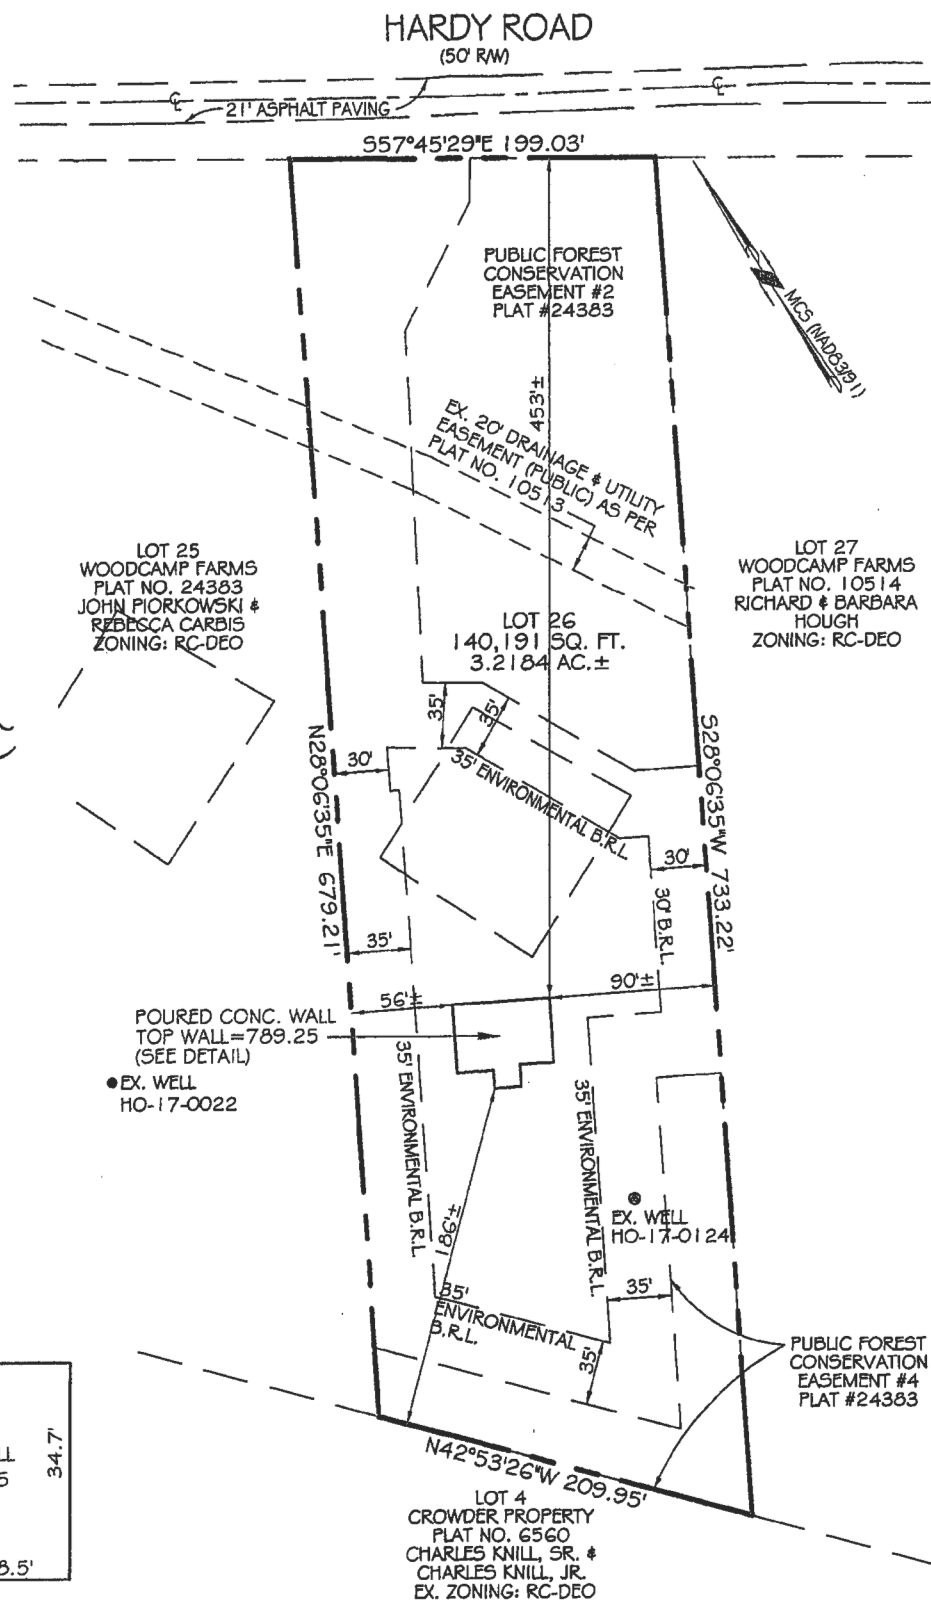 HARDY ROAD
(50' R/W)
℄
℄
21' ASPHALT PAVING
S57°45'29"E 199.03'
PUBLIC FOREST
CONSERVATION
EASEMENT #2
PLAT #24383
MCS (NAD83/91)
453'±
EX. 20' DRAINAGE & UTILITY
EASEMENT (PUBLIC) AS PER
PLAT NO. 10513
LOT 25
WOODCAMP FARMS
PLAT NO. 24383
JOHN PIORKOWSKI &
REBESCA CARBIS
ZONING: RC-DEO
LOT 27
WOODCAMP FARMS
PLAT NO. 10514
RICHARD & BARBARA
HOUGH
ZONING: RC-DEO
LOT 26
140,191 SQ. FT.
3.2184 AC.±
35'
35'
N28°06'35"E 679.21'
S28°06'35"W 733.22'
30'
35' ENVIRONMENTAL B.R.L.
30'
30' B.R.L.
35'
56'±
90'±
POURED CONC. WALL
TOP WALL=789.25
(SEE DETAIL)
EX. WELL
HO-17-0022
35' ENVIRONMENTAL B.R.L.
35' ENVIRONMENTAL B.R.L.
186'±
EX. WELL
HO-17-0124
35'
35'
ENVIRONMENTAL
B.R.L.
35'
PUBLIC FOREST
CONSERVATION
EASEMENT #4
PLAT #24383
34.7'
N42°53'26"W 209.95'
LOT 4
CROWDER PROPERTY
PLAT NO. 6560
CHARLES KNILL, SR. &
CHARLES KNILL, JR.
EX. ZONING: RC-DEO